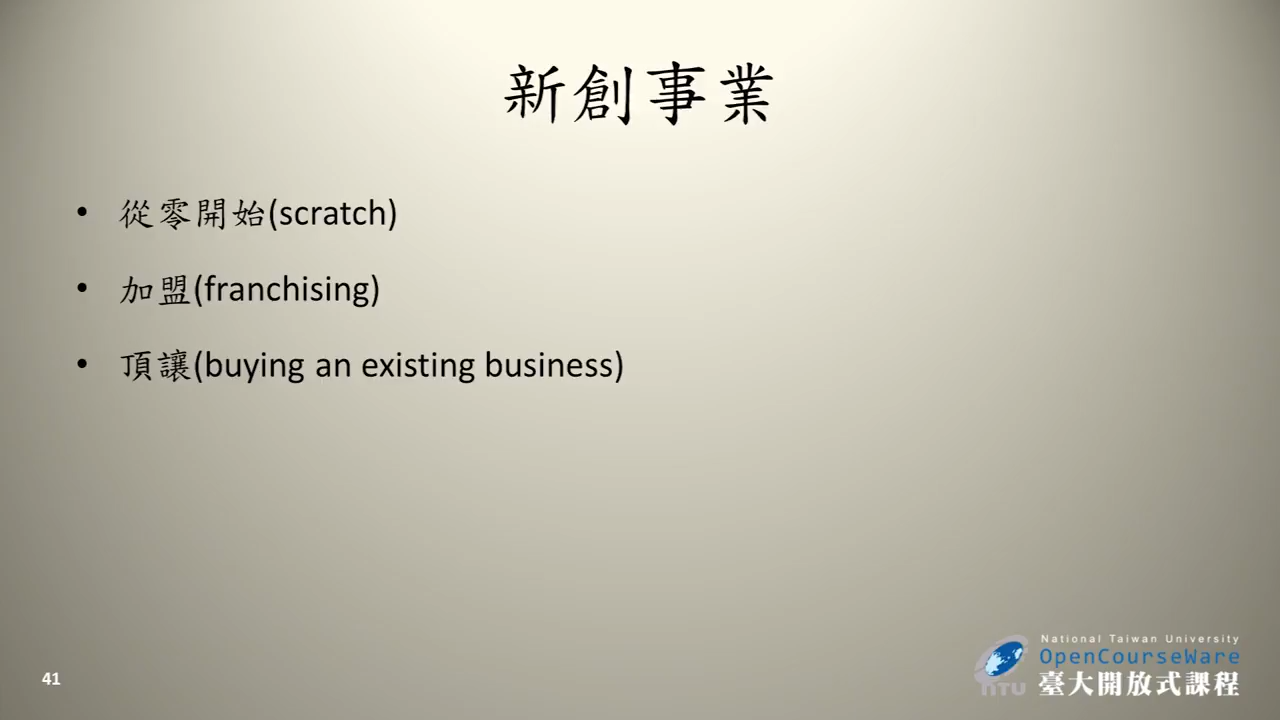 新創事業
• 從零開始(scratch)
• 加盟(franchising)
• 頂讓(buying an existing business)
41
NTU
National Taiwan University
OpenCourseWare
臺大開放式課程